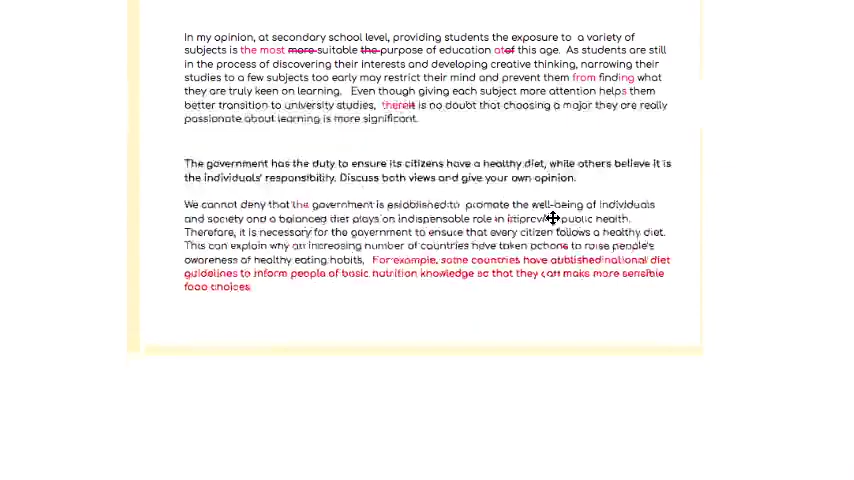 In my opinion, at secondary school level, providing students the exposure to a variety of
subjects is the most more suitable the purpose of education atof this age. As students are still
in the process of discovering their interests and developing creative thinking, narrowing their
studies to a few subjects too early may restrict their mind and prevent them from finding what
they are truly keen on learning. Even though giving each subject more attention helps them
better transition to university studies, is no doubt that choosing a major they are really
passionate about learning is more significant.
The government has the duty to ensure its citizens have a healthy diet, while others believe it is
the individuals' responsibility. Discuss both views and give your own opinion.
We cannot deny that the government is established to promote the well-being of individuals
and society and a balanced diet plays an indispensable role in public health.
Therefore, it is necessary for the government to ensure that every citizen follows a healthy diet.
This can explain why an increasing number of countries have taken actions to raise people's
awareness of healthy eating habits. For example, some countries have national diet
guidelines to inform people of basic nutrition knowledge so that they can make more sensible
food choices